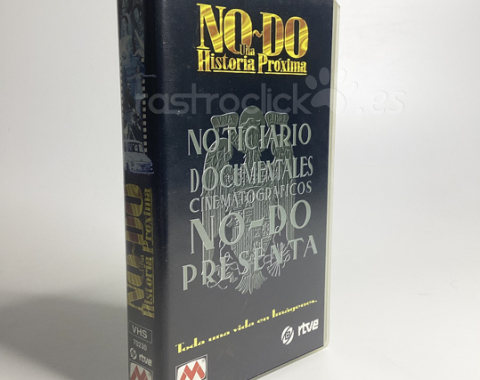 NO~DO
Una
Historia Próxima
NOTICIARIO
DOCUMENTALES
CINEMATOGRÁFICOS
NO-DO
PRESENTA
Toda una vida en Imágenes.
rtve
M
NO~DO
Una
Historia Próxima
VHS
rtve
M
rastroclick.es